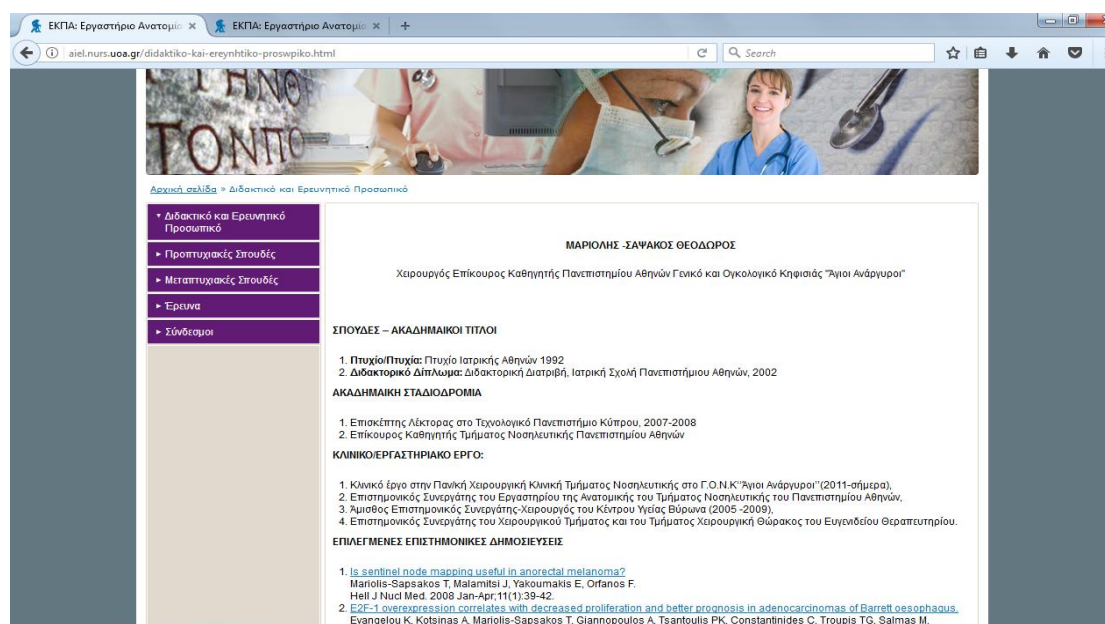 ΕΚΠΑ: Εργαστήριο Ανατομία
ΕΚΠΑ: Εργαστήριο Ανατομία
aiel.nurs.uoa.gr/didaktiko-kai-ereynhtiko-proswpiko.html
Search
ΤΟΝΠΟ
Αρχική σελίδα » Διδακτικό και Ερευνητικό Προσωπικό
Διδακτικό και Ερευνητικό
Προσωπικό
Προπτυχιακές Σπουδές
Μεταπτυχιακές Σπουδές
Έρευνα
Σύνδεσμοι
ΜΑΡΙΟΛΗΣ -ΣΑΨΑΚΟΣ ΘΕΟΔΩΡΟΣ
Χειρουργός Επίκουρος Καθηγητής Πανεπιστημίου Αθηνών Γενικό και Ογκολογικό Κηφισιάς "Άγιοι Ανάργυροι"
ΣΠΟΥΔΕΣ – ΑΚΑΔΗΜΑΙΚΟΙ ΤΙΤΛΟΙ
1. Πτυχίο/Πτυχία: Πτυχίο Ιατρικής Αθηνών 1992
2. Διδακτορικό Δίπλωμα: Διδακτορική Διατριβή, Ιατρική Σχολή Πανεπιστήμιου Αθηνών, 2002
ΑΚΑΔΗΜΑΙΚΗ ΣΤΑΔΙΟΔΡΟΜΙΑ
1. Επισκέπτης Λέκτορας στο Τεχνολογικό Πανεπιστήμιο Κύπρου, 2007-2008
2. Επίκουρος Καθηγητής Τμήματος Νοσηλευτικής Πανεπιστημίου Αθηνών
ΚΛΙΝΙΚΟ/ΕΡΓΑΣΤΗΡΙΑΚΟ ΕΡΓΟ:
1. Κλινικό έργο στην Παν/κή Χειρουργική Κλινική Τμήματος Νοσηλευτικής στο Γ.Ο.Ν.Κ''Άγιοι Ανάργυροι''(2011-σήμερα),
2. Επιστημονικός Συνεργάτης του Εργαστηρίου της Ανατομικής του Τμήματος Νοσηλευτικής του Πανεπιστημίου Αθηνών,
3. Άμισθος Επιστημονικός Συνεργάτης-Χειρουργός του Κέντρου Υγείας Βύρωνα (2005 -2009),
4. Επιστημονικός Συνεργάτης του Χειρουργικού Τμήματος και του Τμήματος Χειρουργική Θώρακος του Ευγενιδείου Θεραπευτηρίου.
ΕΠΙΛΕΓΜΕΝΕΣ ΕΠΙΣΤΗΜΟΝΙΚΕΣ ΔΗΜΟΣΙΕΥΣΕΙΣ
1. Is sentinel node mapping useful in anorectal melanoma?
Mariolis-Sapsakos T, Malamitsi J, Yakoumakis E, Orfanos F.
Hell J Nucl Med. 2008 Jan-Apr;11(1):39-42.
2. E2F-1 overexpression correlates with decreased proliferation and better prognosis in adenocarcinomas of Barrett oesophagus.
Evangelou K, Kotsinas A, Mariolis-Sapsakos T, Giannopoulos A, Tsantoulis PK, Constantinides C, Troupis TG, Salmas M,